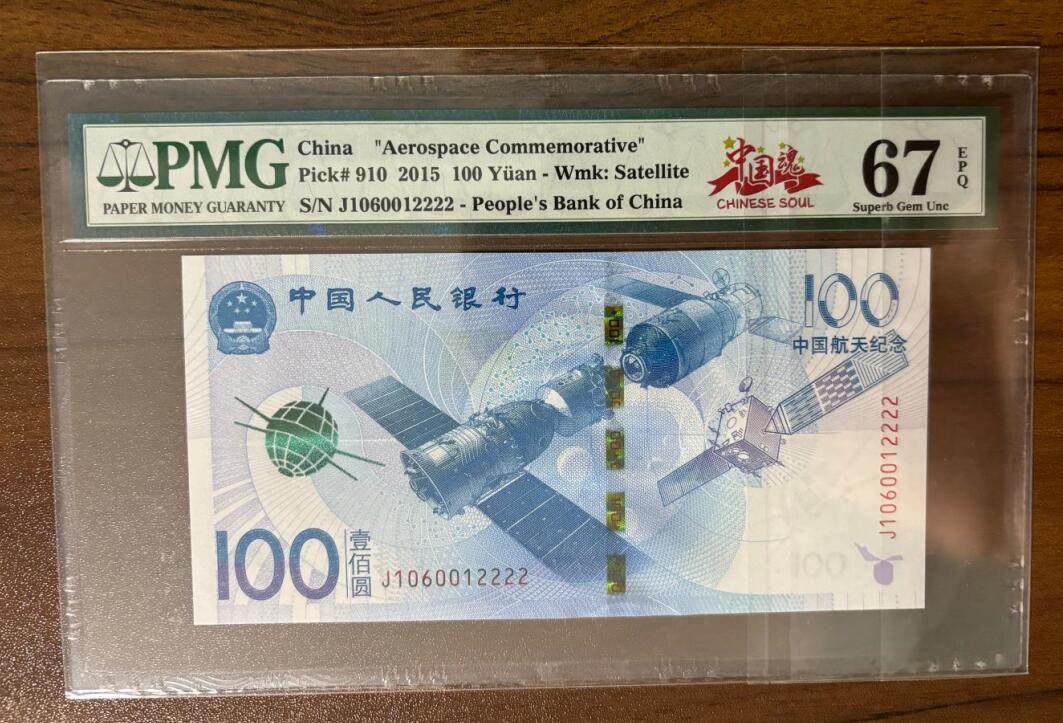 PMG
PAPER MONEY GUARANTY
China "Aerospace Commemorative"
Pick# 910 2015 100 Yüan - Wmk: Satellite
S/N J1060012222 - People's Bank of China
中国魂
CHINESE SOUL
67
EPQ
Superb Gem Unc
中国人民银行
100
中国航天纪念
J1060012222
100
壹佰圆
J1060012222
001